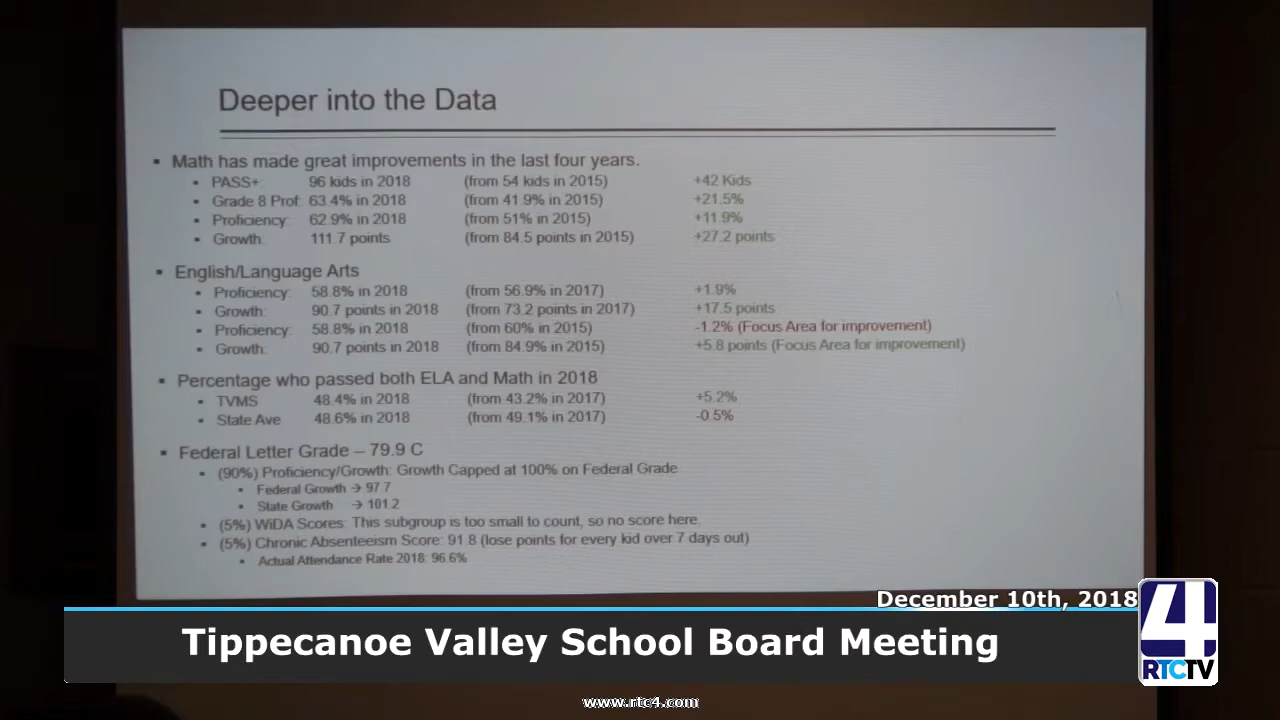 Deeper into the Data
▪ Math has made great improvements in the last four years.
▪ PASS+: 96 kids in 2018 (from 54 kids in 2015) +42 Kids
▪ Grade 8 Prof: 63.4% in 2018 (from 41.9% in 2015) +21.5%
▪ Proficiency: 62.9% in 2018 (from 51% in 2015) +11.9%
▪ Growth: 111.7 points (from 84.5 points in 2015) +27.2 points
▪ English/Language Arts
▪ Proficiency: 58.8% in 2018 (from 56.9% in 2017) +1.9%
▪ Growth: 90.7 points in 2018 (from 73.2 points in 2017) +17.5 points
▪ Proficiency: 58.8% in 2018 (from 60% in 2015) -1.2% (Focus Area for improvement)
▪ Growth: 90.7 points in 2018 (from 84.9% in 2015) +5.8 points (Focus Area for improvement)
▪ Percentage who passed both ELA and Math in 2018
▪ TVMS 48.4% in 2018 (from 43.2% in 2017) +5.2%
▪ State Ave 48.6% in 2018 (from 49.1% in 2017) -0.5%
▪ Federal Letter Grade – 79.9 C
▪ (90%) Proficiency/Growth: Growth Capped at 100% on Federal Grade
▪ Federal Growth → 97.7
▪ State Growth → 101.2
▪ (5%) WiDA Scores: This subgroup is too small to count, so no score here.
▪ (5%) Chronic Absenteeism Score: 91.8 (lose points for every kid over 7 days out)
▪ Actual Attendance Rate 2018: 96.6%
December 10th, 2018
Tippecanoe Valley School Board Meeting
4
RTCTV
www.rtc4.com